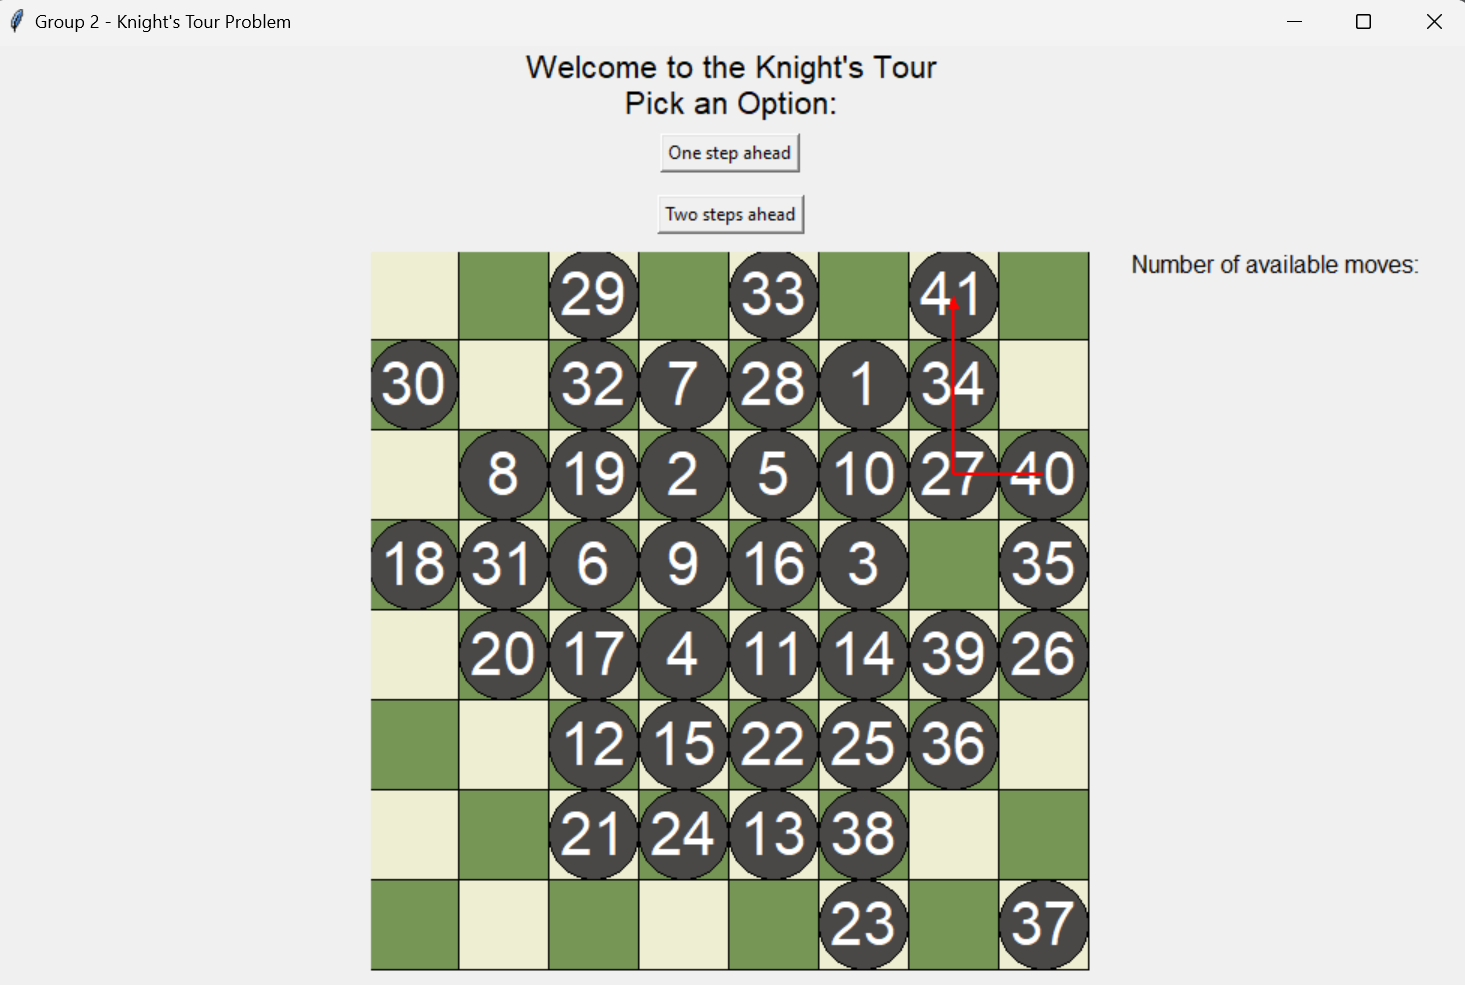 Group 2 - Knight's Tour Problem
Welcome to the Knight's Tour
Pick an Option:
One step ahead
Two steps ahead
Number of available moves:
29 33 41
30 32 7 28 1 34
8 19 2 5 10 27 40
18 31 6 9 16 3 35
20 17 4 11 14 39 26
12 15 22 25 36
21 24 13 38
23 37